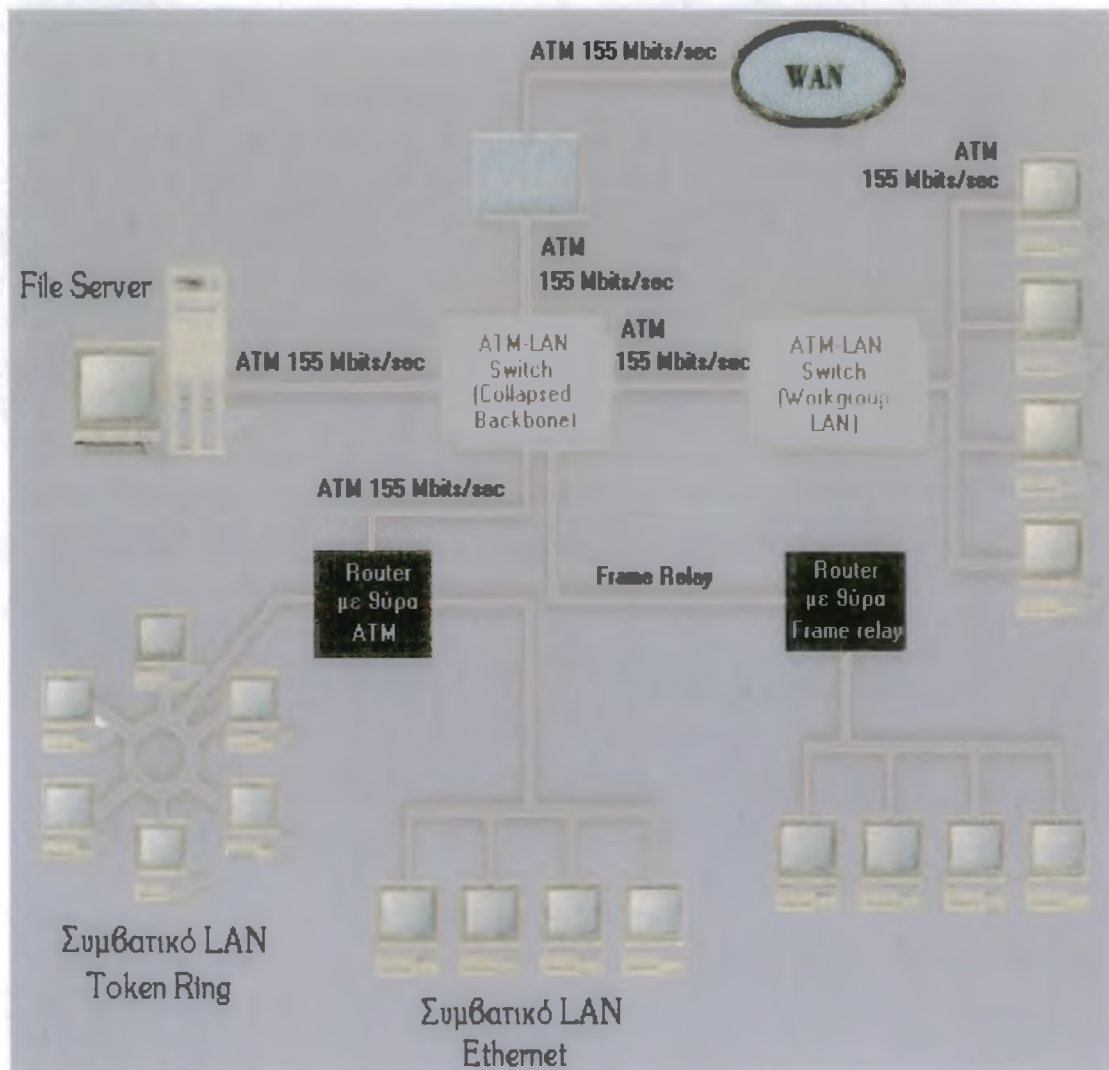 ATM 155 Mbits/sec
WAN
ATM
155 Mbits/sec
ATM
155 Mbits/sec
File Server
ATM 155 Mbits/sec
ATM-LAN
Switch
(Collapsed
Backbone)
ATM
155 Mbits/sec
ATM-LAN
Switch
(Workgroup
LAN)
ATM 155 Mbits/sec
Router
με θύρα
ATM
Frame Relay
Router
με θύρα
Frame relay
Συμβατικό LAN
Token Ring
Συμβατικό LAN
Ethernet